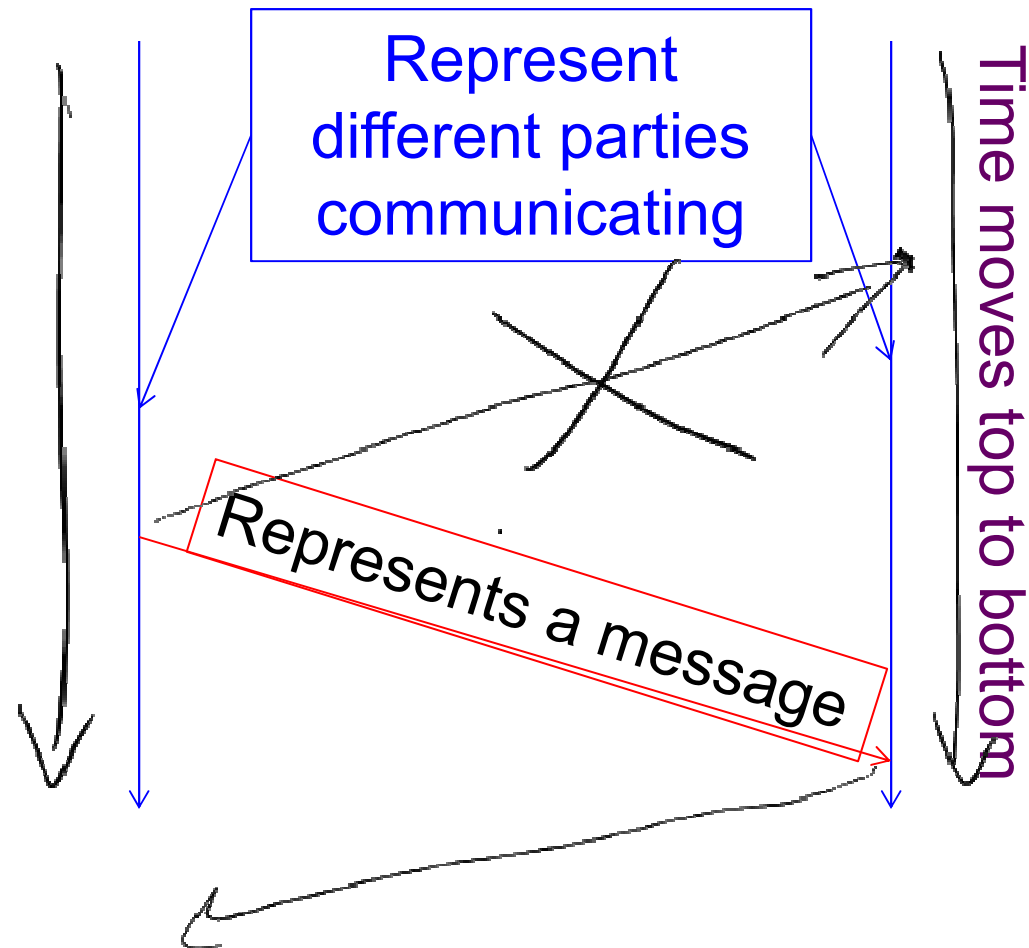 Represent
different parties
communicating
Time moves top to bottom
Represents a message